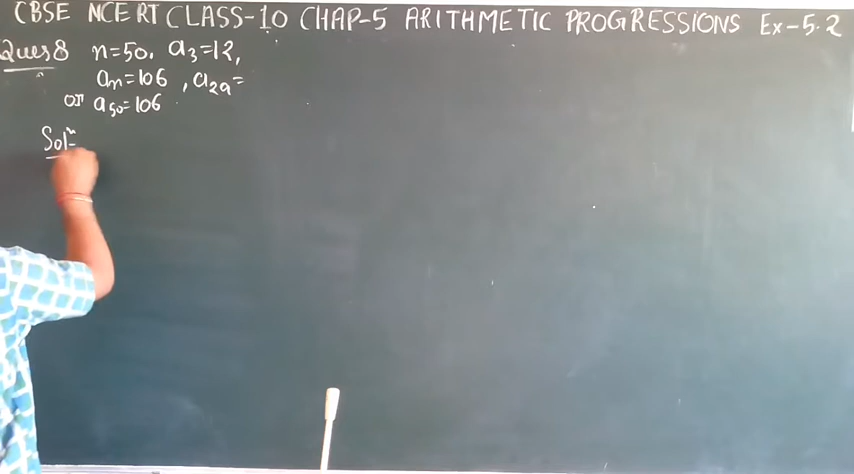 CBSE NCERT CLASS-10 CHAP-5 ARITHMETIC PROGRESSIONS Ex-5.2
Ques 8 n=50, a₃=12,
aₙ=106, a₂₉=
or a₅₀=106
Solⁿ